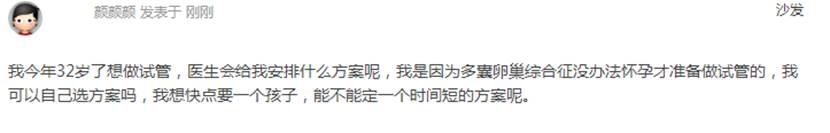 颜颜颜 发表于 刚刚
沙发
我今年32岁了想做试管，医生会给我安排什么方案呢，我是因为多囊卵巢综合征没办法怀孕才准备做试管的，我
可以自己选方案吗，我想快点要一个孩子，能不能定一个时间短的方案呢。